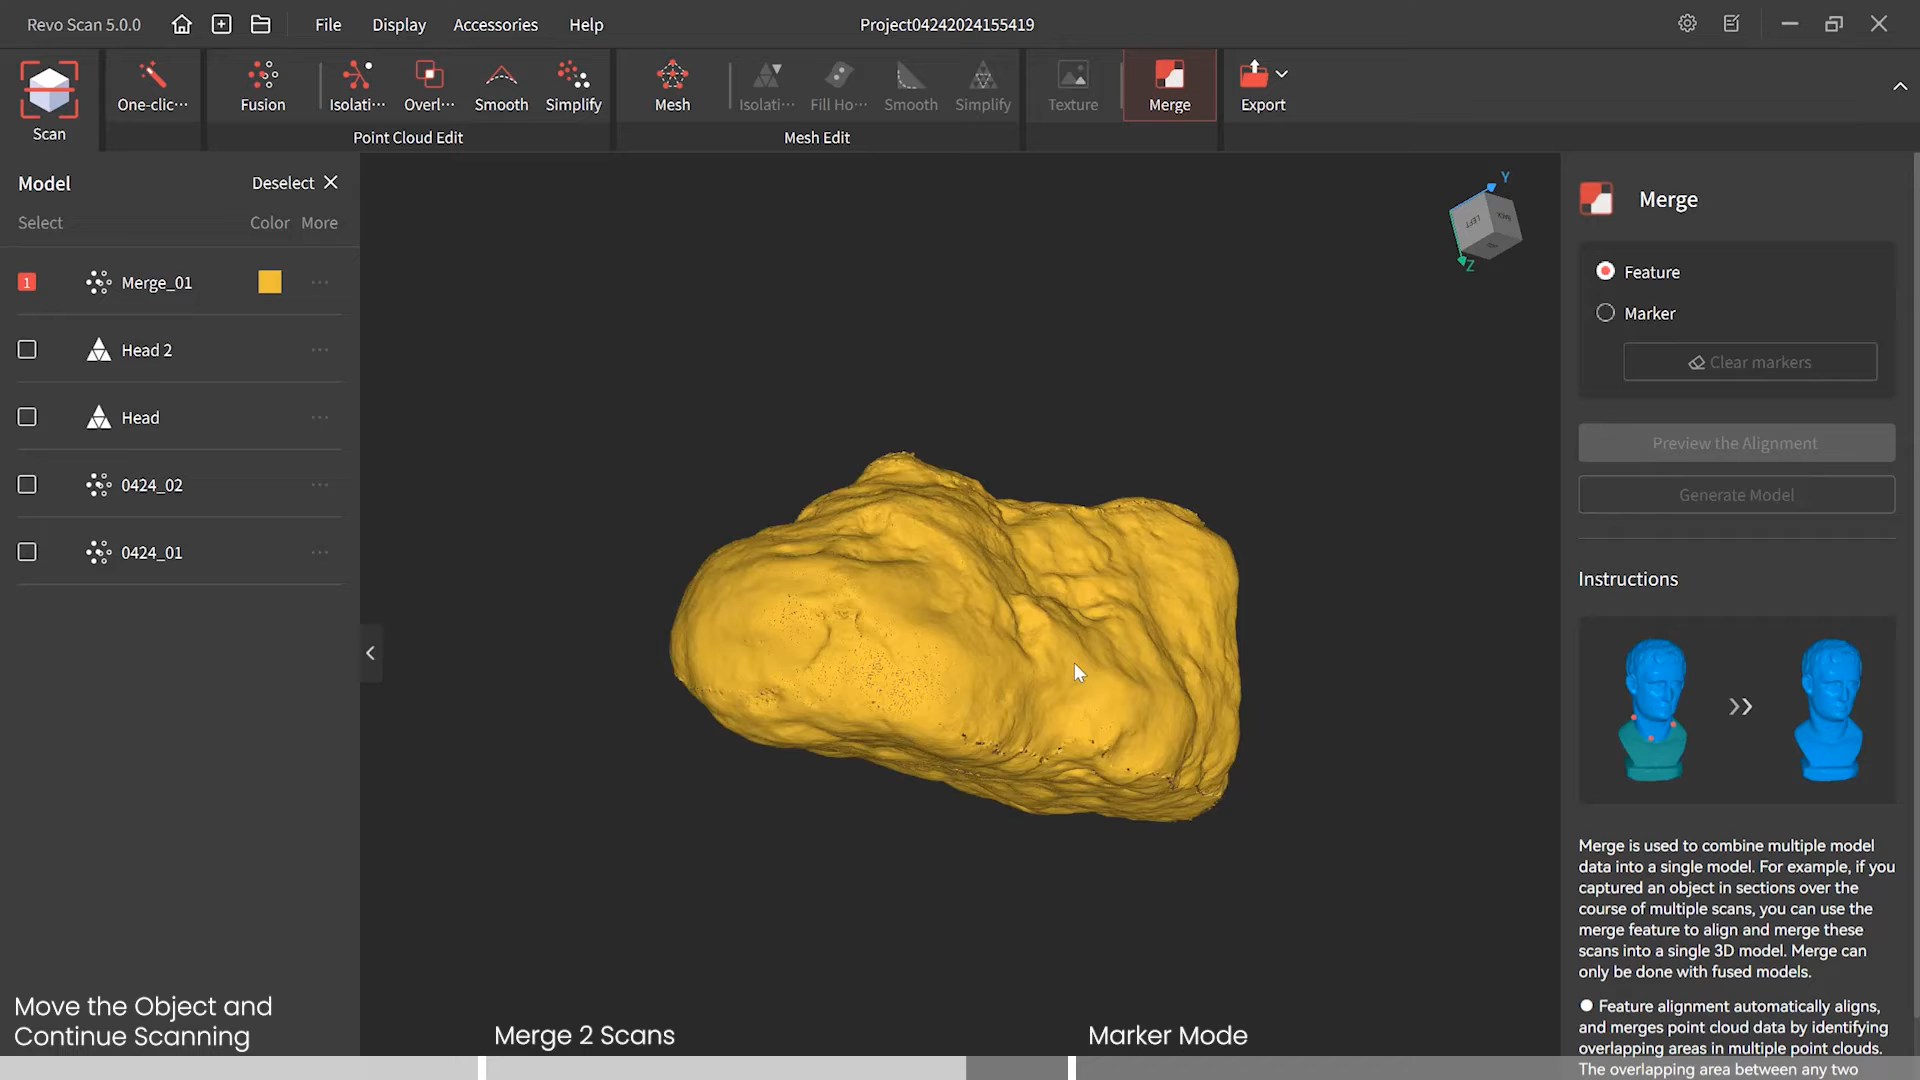 Revo Scan 5.0.0
File
Display
Accessories
Help
Project04242024155419
Scan
One-clic···
Fusion
Isolati···
Overl···
Smooth
Simplify
Point Cloud Edit
Mesh
Isolati···
Fill Ho···
Smooth
Simplify
Mesh Edit
Texture
Merge
Export
Model
Deselect
Select
Color
More
1
Merge_01
Head 2
Head
0424_02
0424_01
Y
LEFT
Z
Merge
Feature
Marker
Clear markers
Preview the Alignment
Generate Model
Instructions
Merge is used to combine multiple model
data into a single model. For example, if you
captured an object in sections over the
course of multiple scans, you can use the
merge feature to align and merge these
scans into a single 3D model. Merge can
only be done with fused models.
● Feature alignment automatically aligns,
and merges point cloud data by identifying
overlapping areas in multiple point clouds.
The overlapping area between any two
Move the Object and
Continue Scanning
Merge 2 Scans
Marker Mode